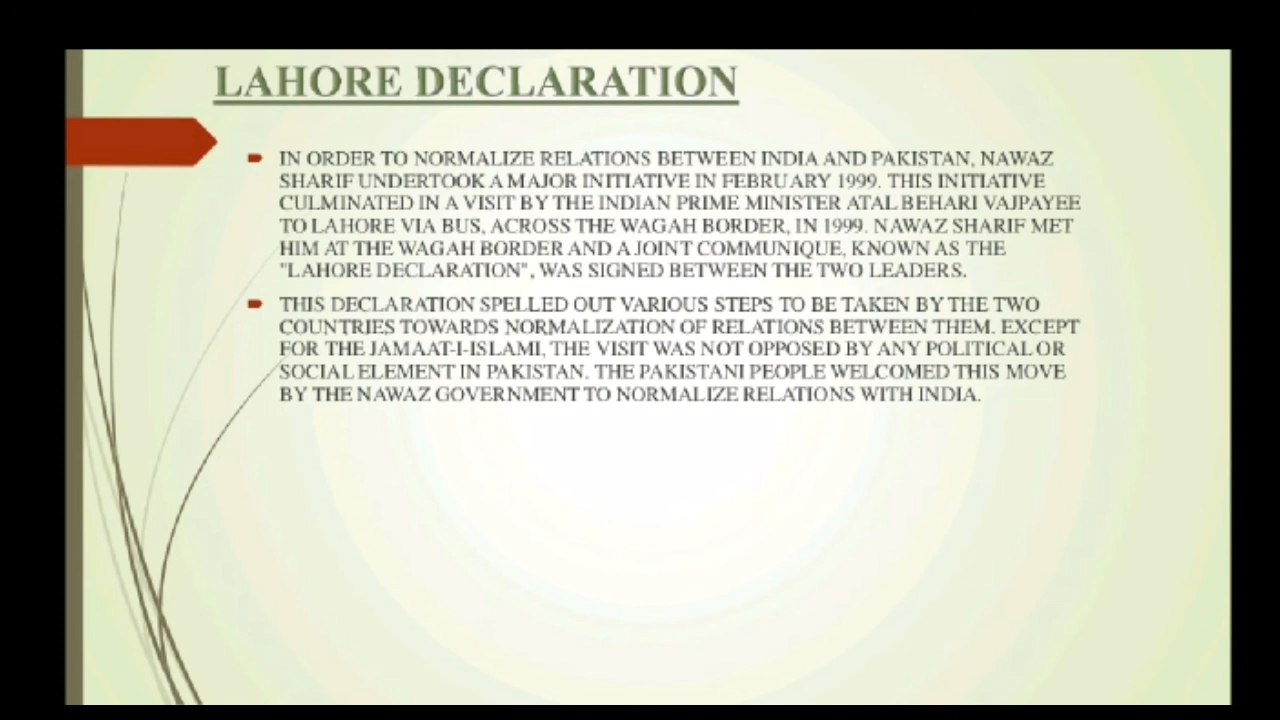 LAHORE DECLARATION
IN ORDER TO NORMALIZE RELATIONS BETWEEN INDIA AND PAKISTAN, NAWAZ
SHARIF UNDERTOOK A MAJOR INITIATIVE IN FEBRUARY 1999. THIS INITIATIVE
CULMINATED IN A VISIT BY THE INDIAN PRIME MINISTER ATAL BEHARI VAJPAYEE
TO LAHORE VIA BUS, ACROSS THE WAGAH BORDER, IN 1999. NAWAZ SHARIF MET
HIM AT THE WAGAH BORDER AND A JOINT COMMUNIQUE, KNOWN AS THE
"LAHORE DECLARATION", WAS SIGNED BETWEEN THE TWO LEADERS.
THIS DECLARATION SPELLED OUT VARIOUS STEPS TO BE TAKEN BY THE TWO
COUNTRIES TOWARDS NORMALIZATION OF RELATIONS BETWEEN THEM. EXCEPT
FOR THE JAMAAT-I-ISLAMI, THE VISIT WAS NOT OPPOSED BY ANY POLITICAL OR
SOCIAL ELEMENT IN PAKISTAN. THE PAKISTANI PEOPLE WELCOMED THIS MOVE
BY THE NAWAZ GOVERNMENT TO NORMALIZE RELATIONS WITH INDIA.